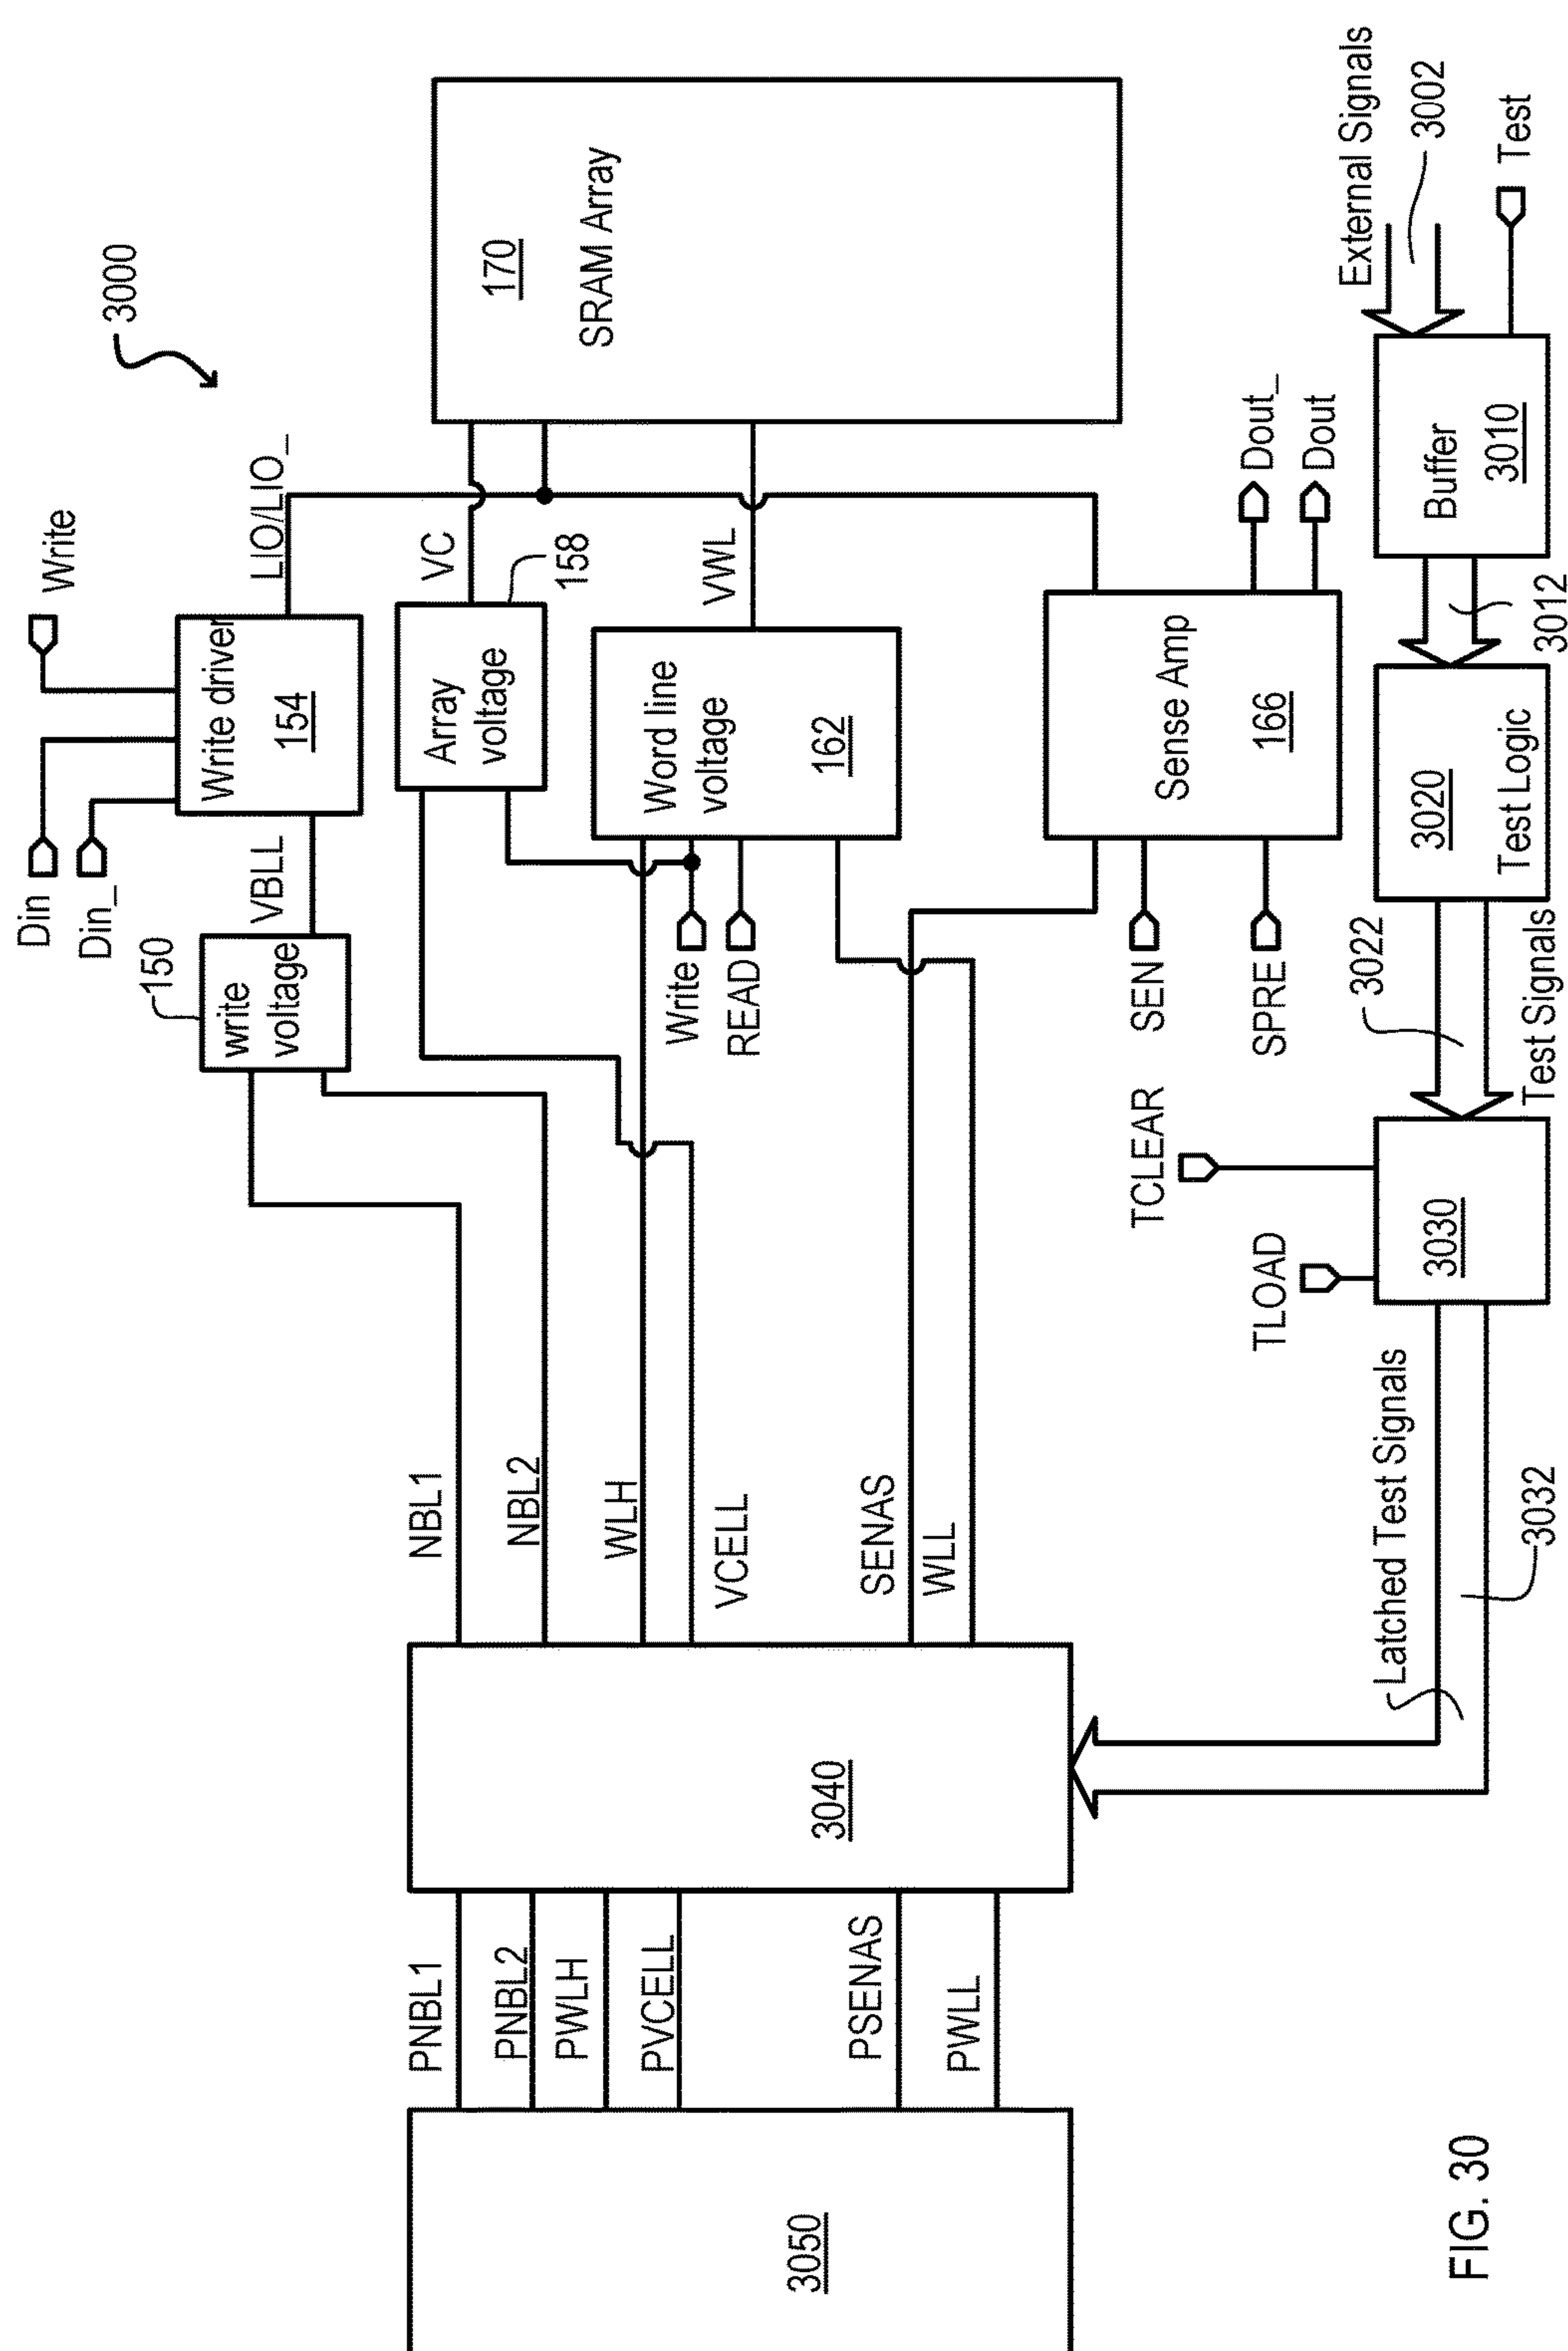 3000
Din
Din_
Write
150
write
voltage
VBLL
Write driver
154
LIO/LIO_
Array
voltage
158
VC
Word line
voltage
162
VWL
Write
READ
170
SRAM Array
SEN
SPRE
Sense Amp
166
Dout_
Dout
PNBL1
PNBL2
PWLH
PVCELL
PSENAS
PWLL
3050
3040
NBL1
NBL2
WLH
VCELL
SENAS
WLL
TLOAD
TCLEAR
Latched Test Signals
3032
3030
3022
Test Signals
3020
Test Logic
3012
Buffer
3010
External Signals
3002
Test
FIG. 30